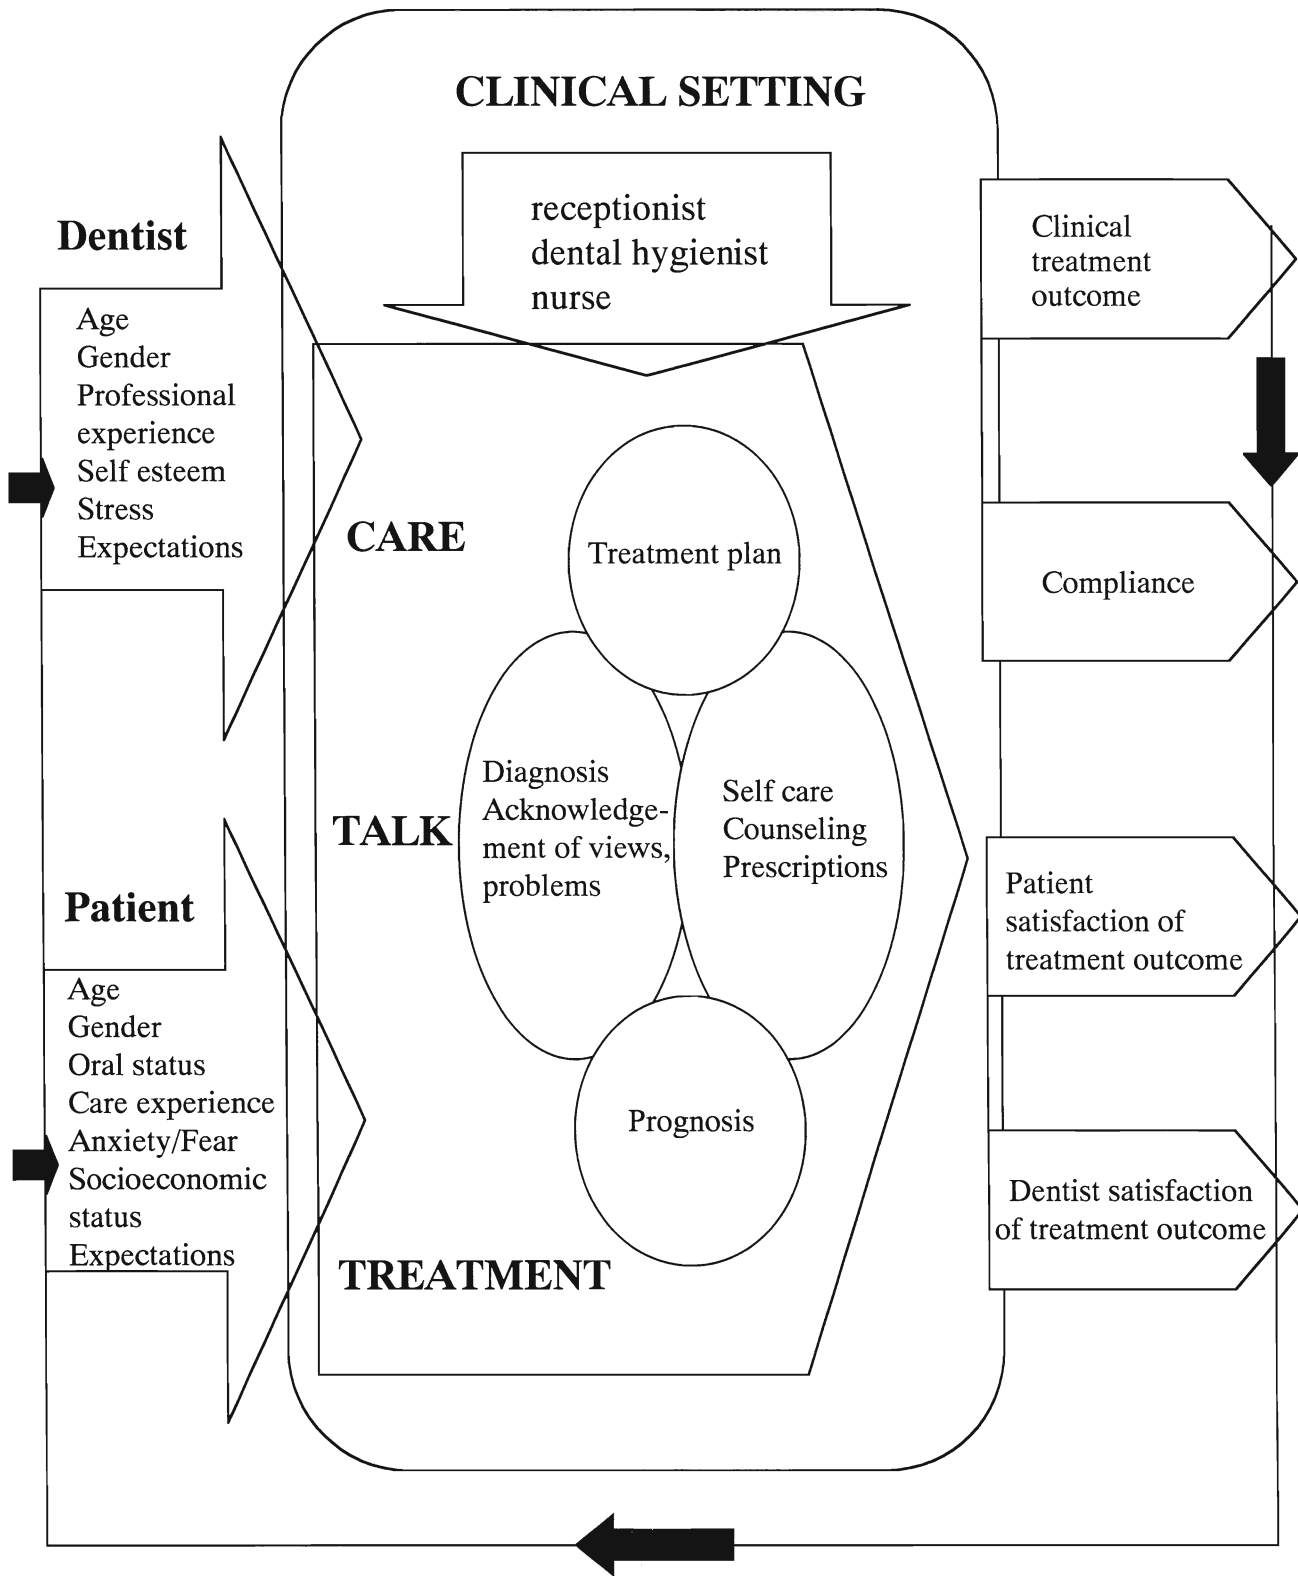 CLINICAL SETTING
receptionist
dental hygienist
nurse
Dentist
Age
Gender
Professional
experience
Self esteem
Stress
Expectations
Patient
Age
Gender
Oral status
Care experience
Anxiety/Fear
Socioeconomic
status
Expectations
CARE
TALK
TREATMENT
Treatment plan
Diagnosis
Acknowledge-
ment of views,
problems
Self care
Counseling
Prescriptions
Prognosis
Clinical
treatment
outcome
Compliance
Patient
satisfaction of
treatment outcome
Dentist satisfaction
of treatment outcome